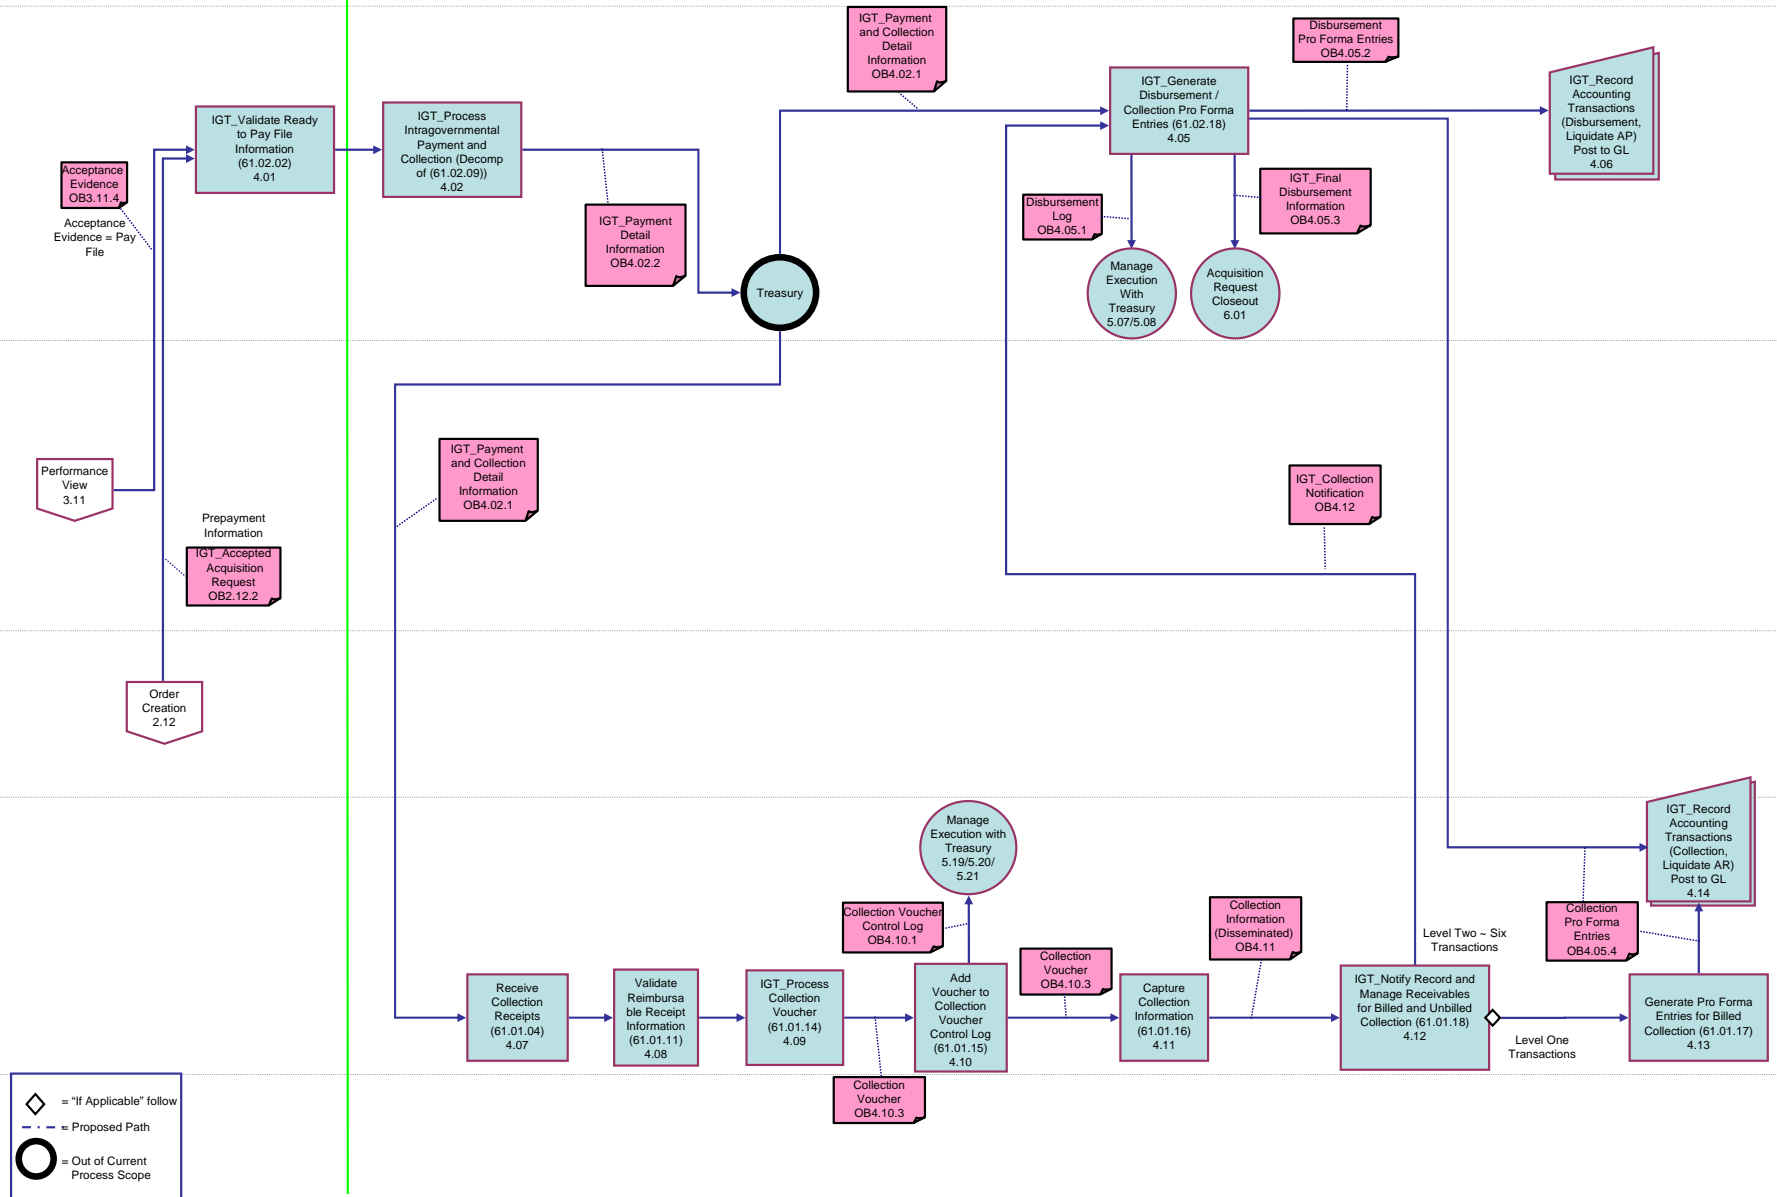 IGT_Payment
and Collection
Detail
Information
OB4.02.1
Disbursement
Pro Forma Entries
OB4.05.2
IGT_Validate Ready
to Pay File
Information
(61.02.02)
4.01
IGT_Process
Intragovernmental
Payment and
Collection (Decomp
of (61.02.09))
4.02
IGT_Generate
Disbursement /
Collection Pro Forma
Entries (61.02.18)
4.05
IGT_Record
Accounting
Transactions
(Disbursement,
Liquidate AP)
Post to GL
4.06
Acceptance
Evidence
OB3.11.4
Acceptance
Evidence = Pay
File
IGT_Payment
Detail
Information
OB4.02.2
Treasury
Disbursement
Log
OB4.05.1
IGT_Final
Disbursement
Information
OB4.05.3
Manage
Execution
With
Treasury
5.07/5.08
Acquisition
Request
Closeout
6.01
Performance
View
3.11
IGT_Payment
and Collection
Detail
Information
OB4.02.1
IGT_Collection
Notification
OB4.12
Prepayment
Information
IGT_Accepted
Acquisition
Request
OB2.12.2
Order
Creation
2.12
Manage
Execution with
Treasury
5.19/5.20/
5.21
IGT_Record
Accounting
Transactions
(Collection,
Liquidate AR)
Post to GL
4.14
Collection Voucher
Control Log
OB4.10.1
Collection
Information
(Disseminated)
OB4.11
Level Two ~ Six
Transactions
Collection
Pro Forma
Entries
OB4.05.4
Collection
Voucher
OB4.10.3
Receive
Collection
Receipts
(61.01.04)
4.07
Validate
Reimbursa
ble Receipt
Information
(61.01.11)
4.08
IGT_Process
Collection
Voucher
(61.01.14)
4.09
Add
Voucher to
Collection
Voucher
Control Log
(61.01.15)
4.10
Capture
Collection
Information
(61.01.16)
4.11
IGT_Notify Record and
Manage Receivables
for Billed and Unbilled
Collection (61.01.18)
4.12
Level One
Transactions
Generate Pro Forma
Entries for Billed
Collection (61.01.17)
4.13
Collection
Voucher
OB4.10.3
= “If Applicable” follow
= Proposed Path
= Out of Current
Process Scope